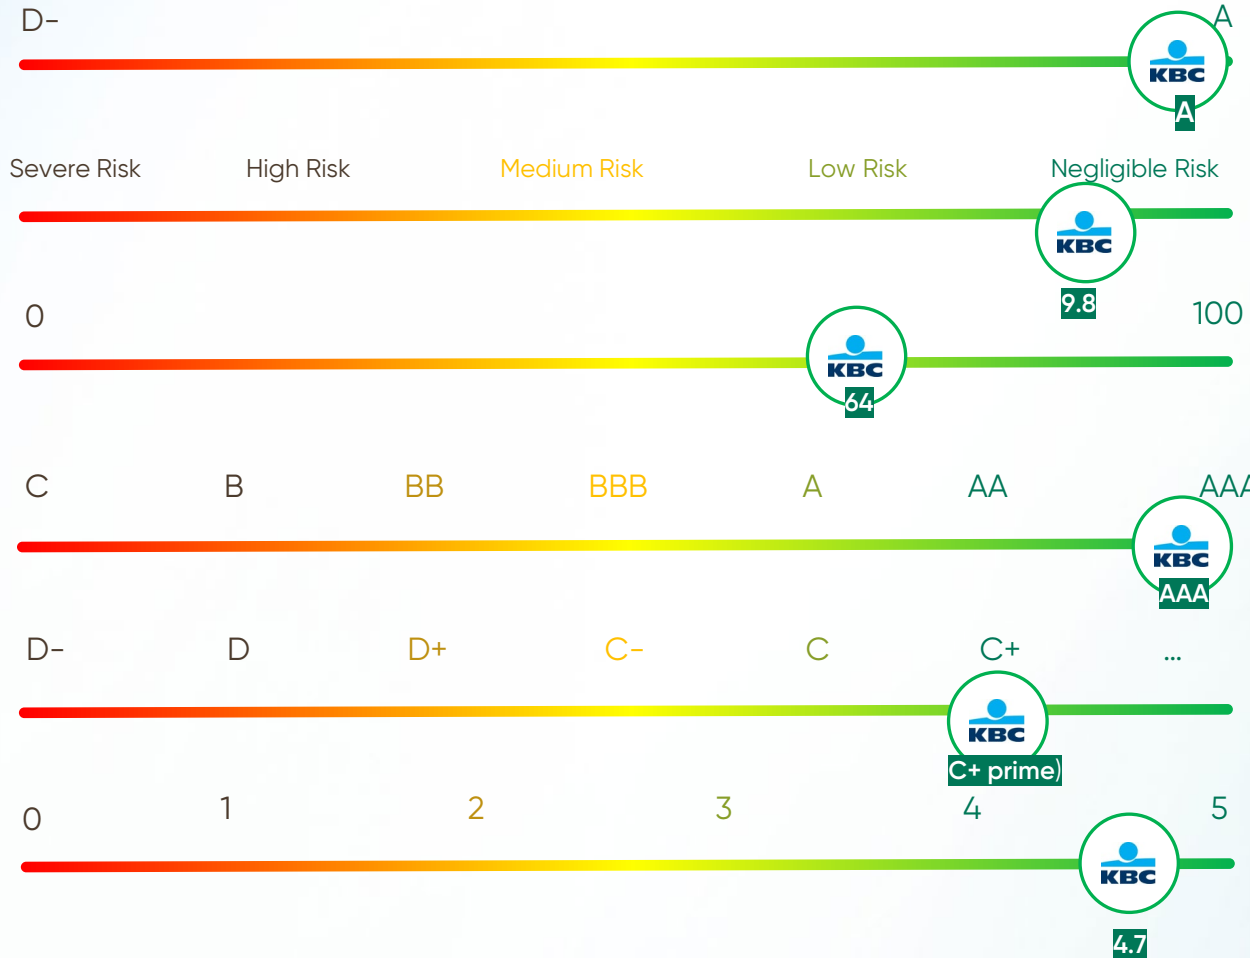 D- A
KBC
A
Severe Risk High Risk Medium Risk Low Risk Negligible Risk
KBC
9.8
0 100
KBC
64
C B BB BBB A AA AAA
KBC
AAA
D- D D+ C- C C+ ...
KBC
C+ prime)
0 1 2 3 4 5
KBC
4.7